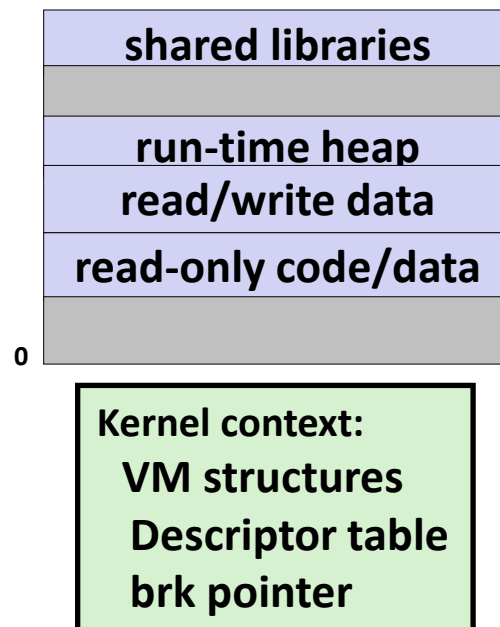 shared libraries
run-time heap
read/write data
read-only code/data
0
Kernel context:
VM structures
Descriptor table
brk pointer